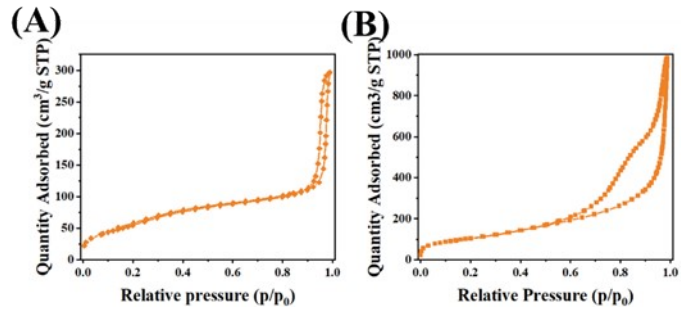 (A)
Quantity Adsorbed (cm³/g STP)
300
250
200
150
100
50
0
0.0 0.2 0.4 0.6 0.8 1.0
Relative pressure (p/p₀)
(B)
Quantity Adsorbed (cm3/g STP)
1000
800
600
400
200
0
0.0 0.2 0.4 0.6 0.8 1.0
Relative Pressure (p/p₀)